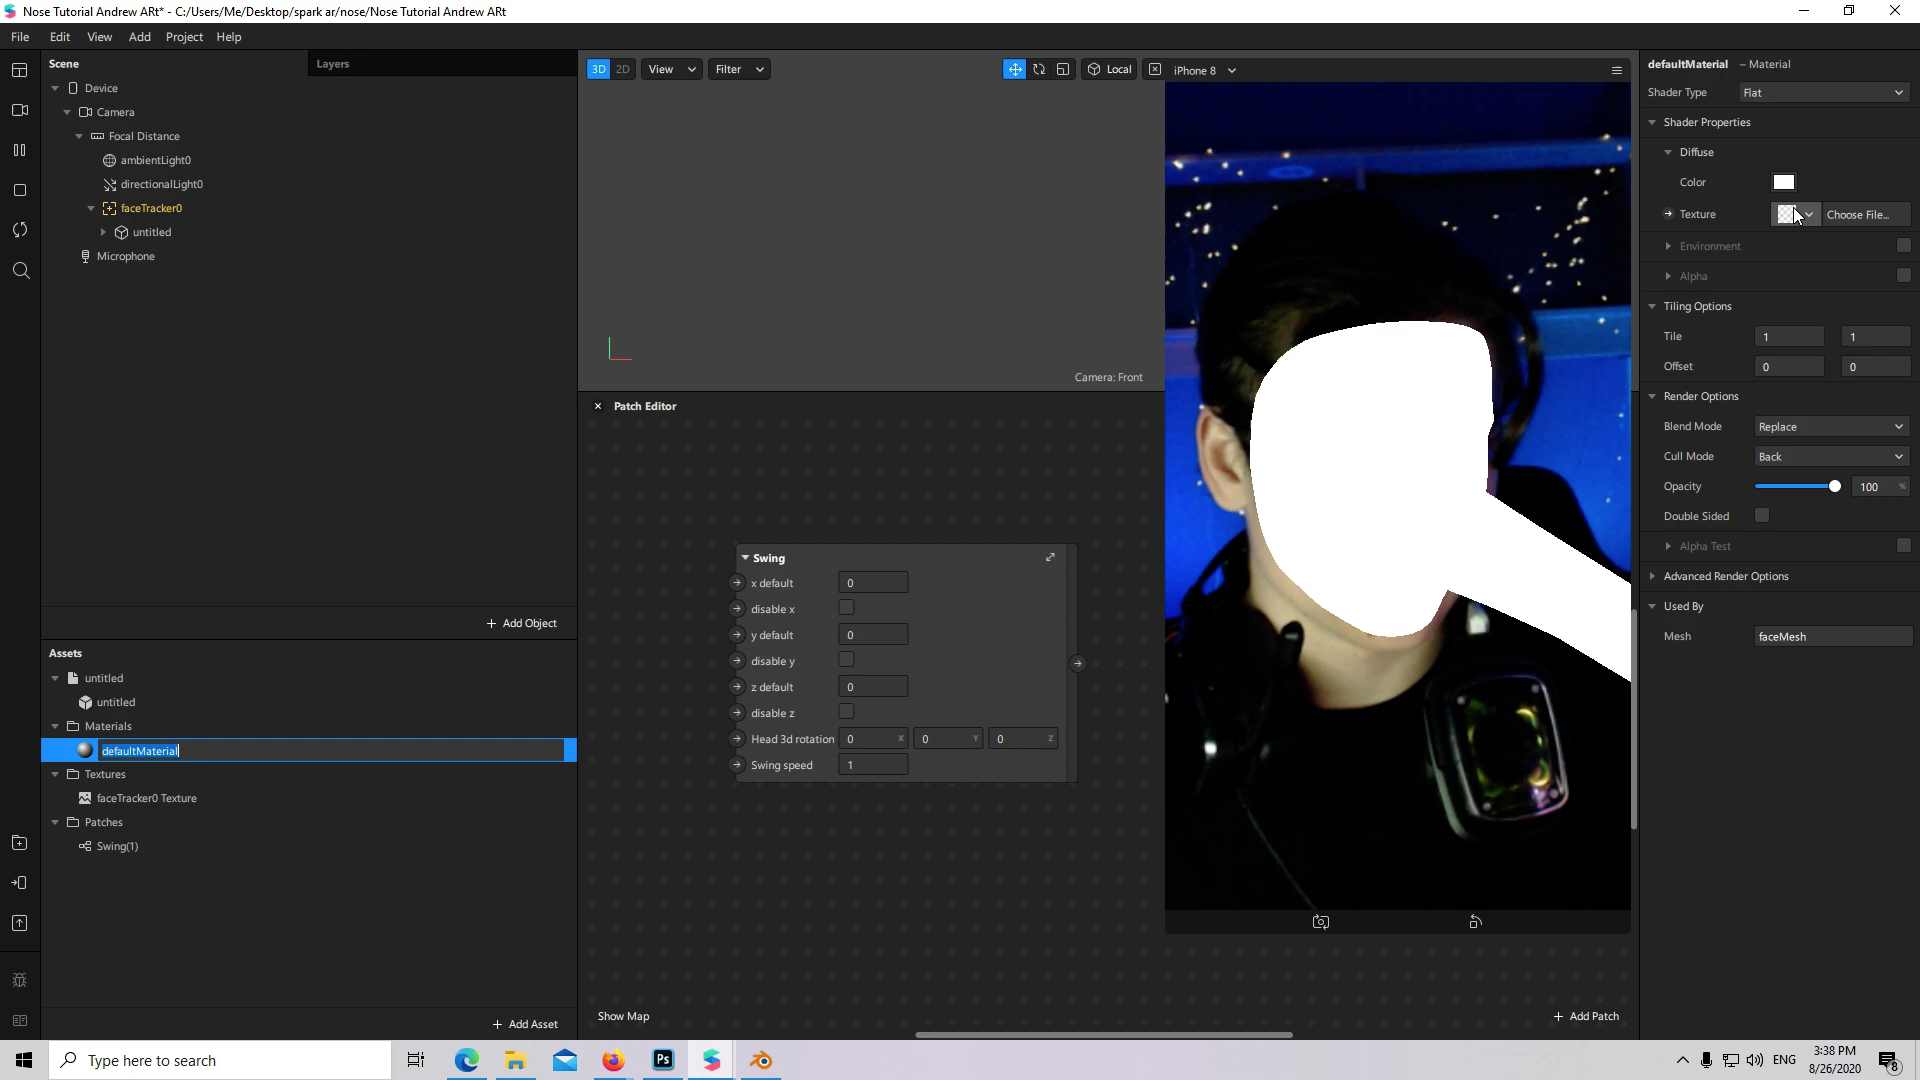 Nose Tutorial Andrew ARt* - C:/Users/Me/Desktop/spark ar/nose/Nose Tutorial Andrew ARt
File Edit View Add Project Help
Scene
Layers
Device
Camera
Focal Distance
ambientLight0
directionalLight0
faceTracker0
untitled
Microphone
+ Add Object
Assets
untitled
untitled
Materials
defaultMaterial
Textures
faceTracker0 Texture
Patches
Swing(1)
+ Add Asset
3D 2D View Filter Local
Camera: Front
iPhone 8
Patch Editor
Swing
x default 0
disable x
y default 0
disable y
z default 0
disable z
Head 3d rotation 0 X 0 Y 0 Z
Swing speed 1
Show Map
+ Add Patch
defaultMaterial – Material
Shader Type Flat
Shader Properties
Diffuse
Color
Texture Choose File...
Environment
Alpha
Tiling Options
Tile 1 1
Offset 0 0
Render Options
Blend Mode Replace
Cull Mode Back
Opacity 100 %
Double Sided
Alpha Test
Advanced Render Options
Used By
Mesh faceMesh
Type here to search
Ps
ENG
3:38 PM
8/26/2020
8